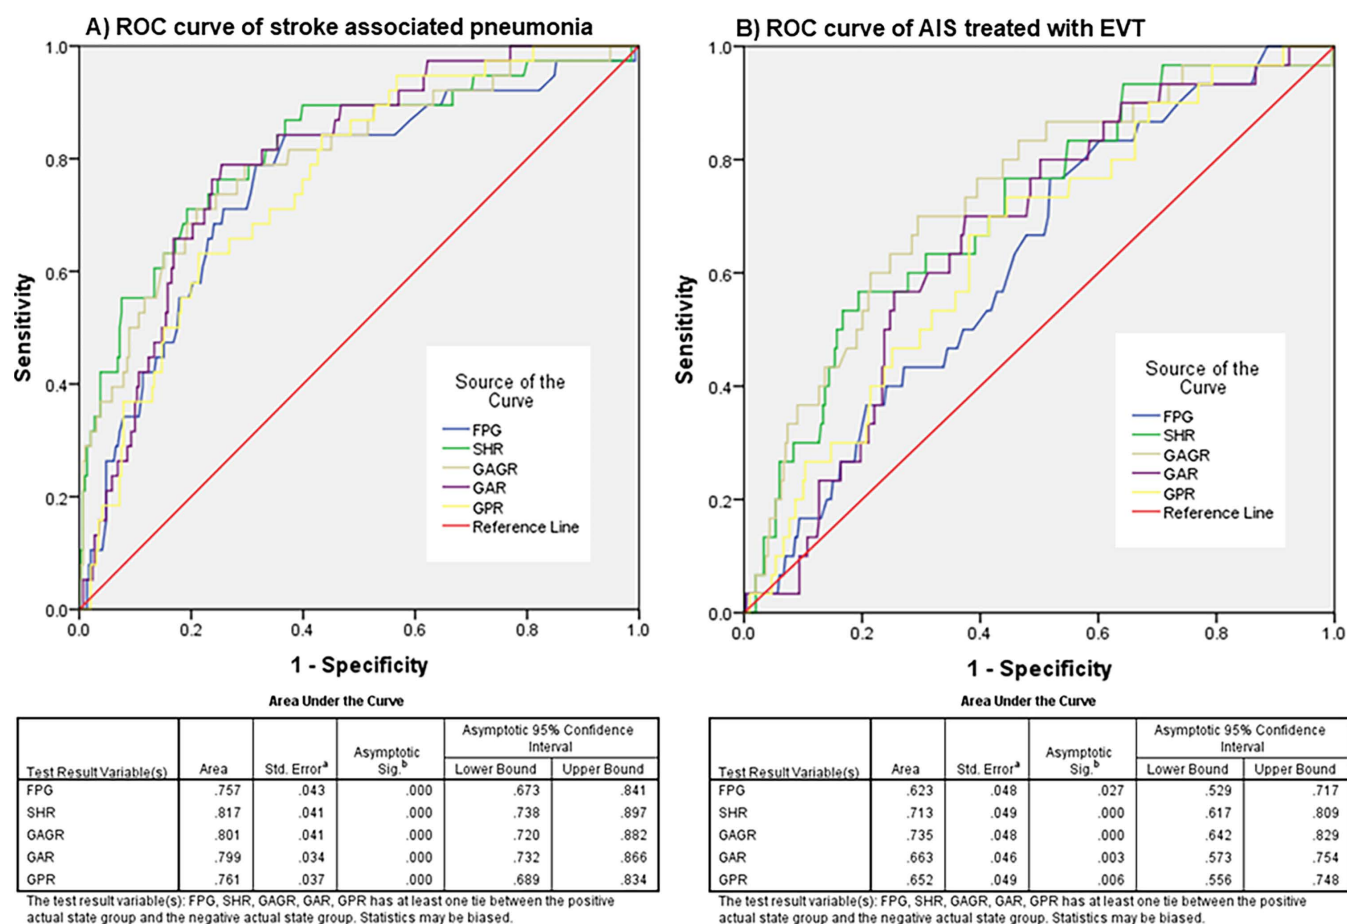 A) ROC curve of stroke associated pneumonia
1.0
0.8
0.6
0.4
0.2
0.0
Sensitivity
0.0 0.2 0.4 0.6 0.8 1.0
1 - Specificity
Source of the
Curve
FPG
SHR
GAGR
GAR
GPR
Reference Line
Area Under the Curve
Asymptotic 95% Confidence
Interval
Test Result Variable(s) Area Std. Errorᵃ Asymptotic
Sig.ᵇ Lower Bound Upper Bound
FPG .757 .043 .000 .673 .841
SHR .817 .041 .000 .738 .897
GAGR .801 .041 .000 .720 .882
GAR .799 .034 .000 .732 .866
GPR .761 .037 .000 .689 .834
The test result variable(s): FPG, SHR, GAGR, GAR, GPR has at least one tie between the positive
actual state group and the negative actual state group. Statistics may be biased.
B) ROC curve of AIS treated with EVT
1.0
0.8
0.6
0.4
0.2
0.0
Sensitivity
0.0 0.2 0.4 0.6 0.8 1.0
1 - Specificity
Source of the
Curve
FPG
SHR
GAGR
GAR
GPR
Reference Line
Area Under the Curve
Asymptotic 95% Confidence
Interval
Test Result Variable(s) Area Std. Errorᵃ Asymptotic
Sig.ᵇ Lower Bound Upper Bound
FPG .623 .048 .027 .529 .717
SHR .713 .049 .000 .617 .809
GAGR .735 .048 .000 .642 .829
GAR .663 .046 .003 .573 .754
GPR .652 .049 .006 .556 .748
The test result variable(s): FPG, SHR, GAGR, GAR, GPR has at least one tie between the positive
actual state group and the negative actual state group. Statistics may be biased.